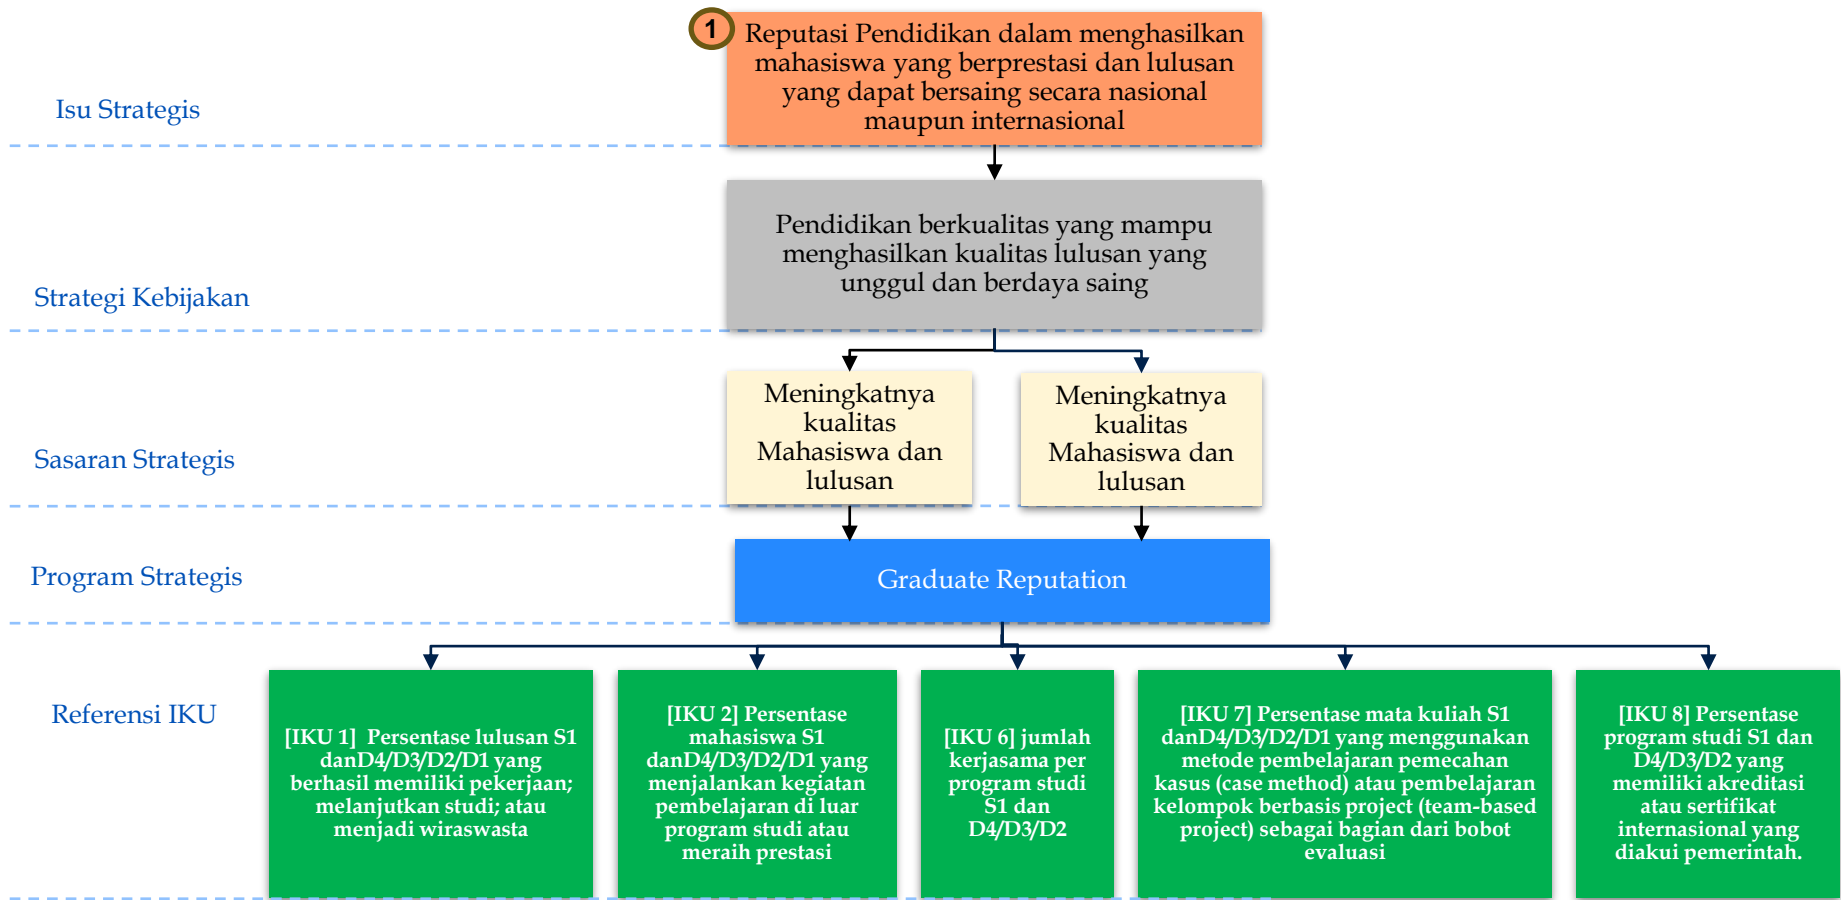 1
Reputasi Pendidikan dalam menghasilkan
mahasiswa yang berprestasi dan lulusan
yang dapat bersaing secara nasional
maupun internasional
Isu Strategis
Pendidikan berkualitas yang mampu
menghasilkan kualitas lulusan yang
unggul dan berdaya saing
Strategi Kebijakan
Meningkatnya
kualitas
Mahasiswa dan
lulusan
Meningkatnya
kualitas
Mahasiswa dan
lulusan
Sasaran Strategis
Program Strategis
Graduate Reputation
Referensi IKU
[IKU 1] Persentase lulusan S1
danD4/D3/D2/D1 yang
berhasil memiliki pekerjaan;
melanjutkan studi; atau
menjadi wiraswasta
[IKU 2] Persentase
mahasiswa S1
danD4/D3/D2/D1 yang
menjalankan kegiatan
pembelajaran di luar
program studi atau
meraih prestasi
[IKU 6] jumlah
kerjasama per
program studi
S1 dan
D4/D3/D2
[IKU 7] Persentase mata kuliah S1
danD4/D3/D2/D1 yang menggunakan
metode pembelajaran pemecahan
kasus (case method) atau pembelajaran
kelompok berbasis project (team-based
project) sebagai bagian dari bobot
evaluasi
[IKU 8] Persentase
program studi S1 dan
D4/D3/D2 yang
memiliki akreditasi
atau sertifikat
internasional yang
diakui pemerintah.